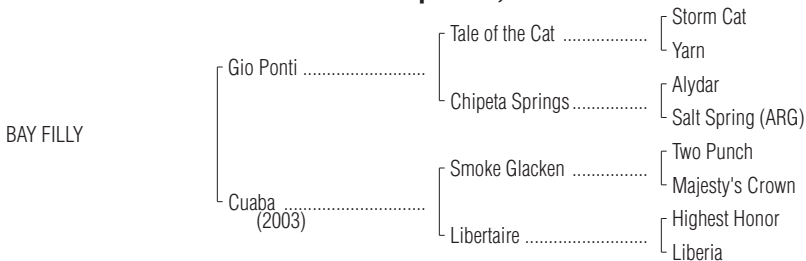 Storm Cat
Tale of the Cat ..................
Yarn
Gio Ponti ..........................
Alydar
Chipeta Springs................
Salt Spring (ARG)
BAY FILLY
Two Punch
Smoke Glacken ................
Majesty's Crown
Cuaba ..............................
(2003)
Highest Honor
Libertaire ..........................
Liberia